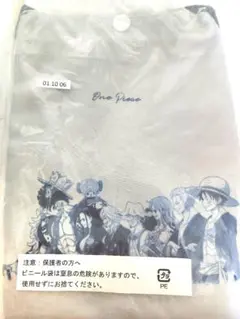 01.10.06
One Piece
注意:保護者の方へ
ビニール袋は窒息の危険がありますので、
使用せずにお捨てください。
プラ
PE